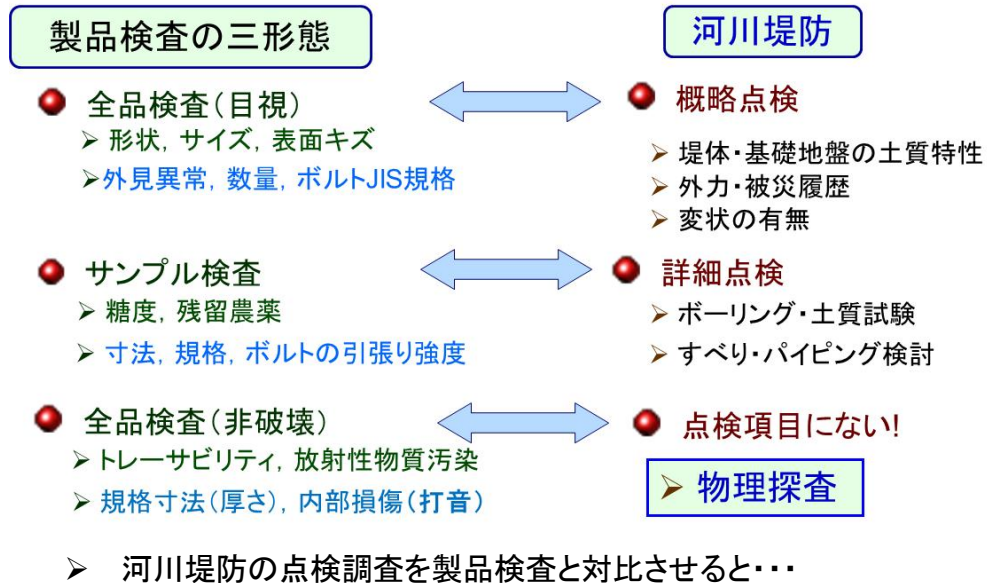 製品検査の三形態
河川堤防
全品検査（目視）
概略点検
➢ 形状，サイズ，表面キズ
➢外見異常，数量，ボルトJIS規格
➢ 堤体・基礎地盤の土質特性
➢ 外力・被災履歴
➢ 変状の有無
サンプル検査
詳細点検
➢ 糖度，残留農薬
➢ 寸法，規格，ボルトの引張り強度
➢ ボーリング・土質試験
➢ すべり・パイピング検討
全品検査（非破壊）
点検項目にない!
➢ トレーサビリティ，放射性物質汚染
➢ 規格寸法（厚さ），内部損傷（打音）
➢ 物理探査
➢ 河川堤防の点検調査を製品検査と対比させると・・・